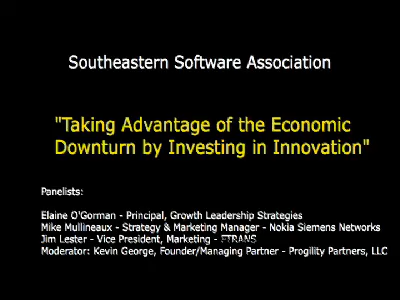 Southeastern Software Association
"Taking Advantage of the Economic
Downturn by Investing in Innovation"
Panelists:
Elaine O'Gorman - Principal, Growth Leadership Strategies
Mike Mullineaux - Strategy & Marketing Manager - Nokia Siemens Networks
Jim Lester - Vice President, Marketing - FTRANS
Moderator: Kevin George, Founder/Managing Partner - Progility Partners, LLC